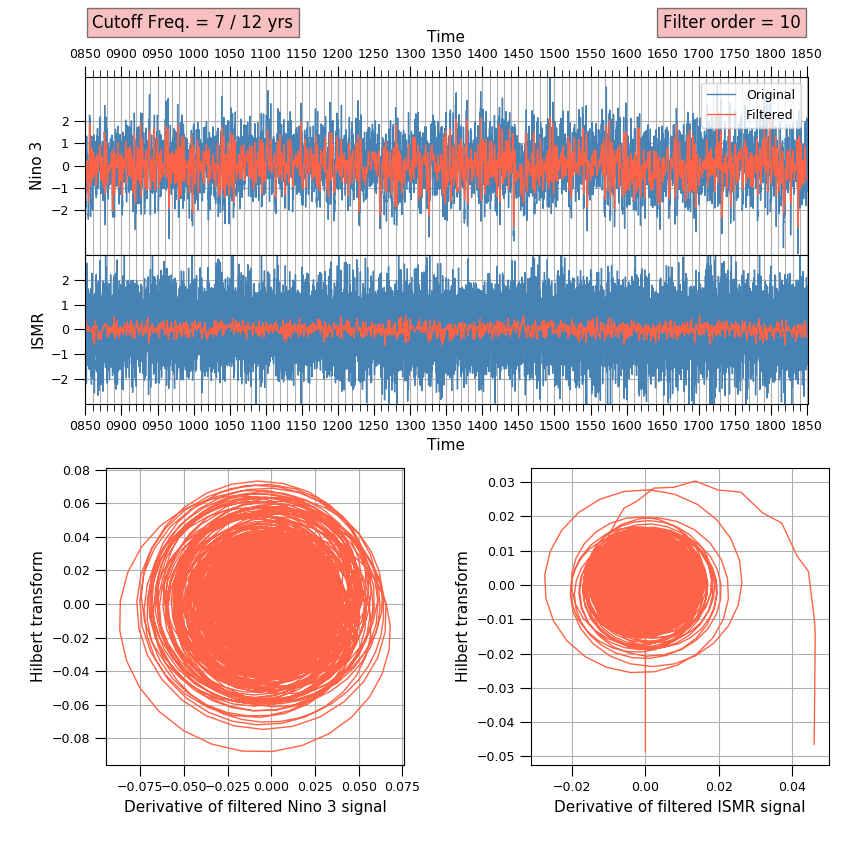 Cutoff Freq. = 7 / 12 yrs
Filter order = 10
Time
0850 0900 0950 1000 1050 1100 1150 1200 1250 1300 1350 1400 1450 1500 1550 1600 1650 1700 1750 1800 1850
Original
Filtered
Nino 3
2
1
0
−1
−2
ISMR
2
1
0
−1
−2
0850 0900 0950 1000 1050 1100 1150 1200 1250 1300 1350 1400 1450 1500 1550 1600 1650 1700 1750 1800 1850
Time
Hilbert transform
0.08
0.06
0.04
0.02
0.00
−0.02
−0.04
−0.06
−0.08
−0.075 −0.050 −0.025 0.000 0.025 0.050 0.075
Derivative of filtered Nino 3 signal
Hilbert transform
0.03
0.02
0.01
0.00
−0.01
−0.02
−0.03
−0.04
−0.05
−0.02 0.00 0.02 0.04
Derivative of filtered ISMR signal